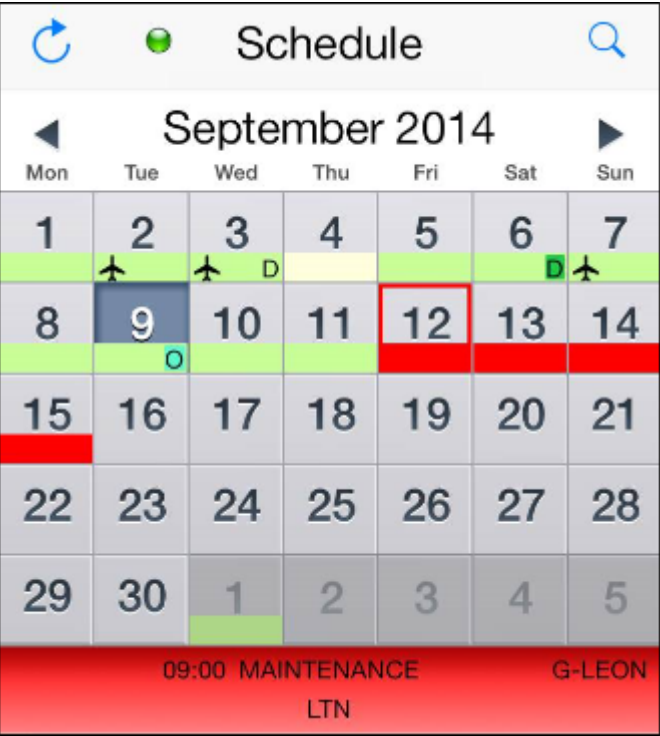 Schedule
September 2014
Mon Tue Wed Thu Fri Sat Sun
1 2 3 4 5 6 7
D D
8 9 10 11 12 13 14
O
15 16 17 18 19 20 21
22 23 24 25 26 27 28
29 30 1 2 3 4 5
09:00 MAINTENANCE G-LEON
LTN